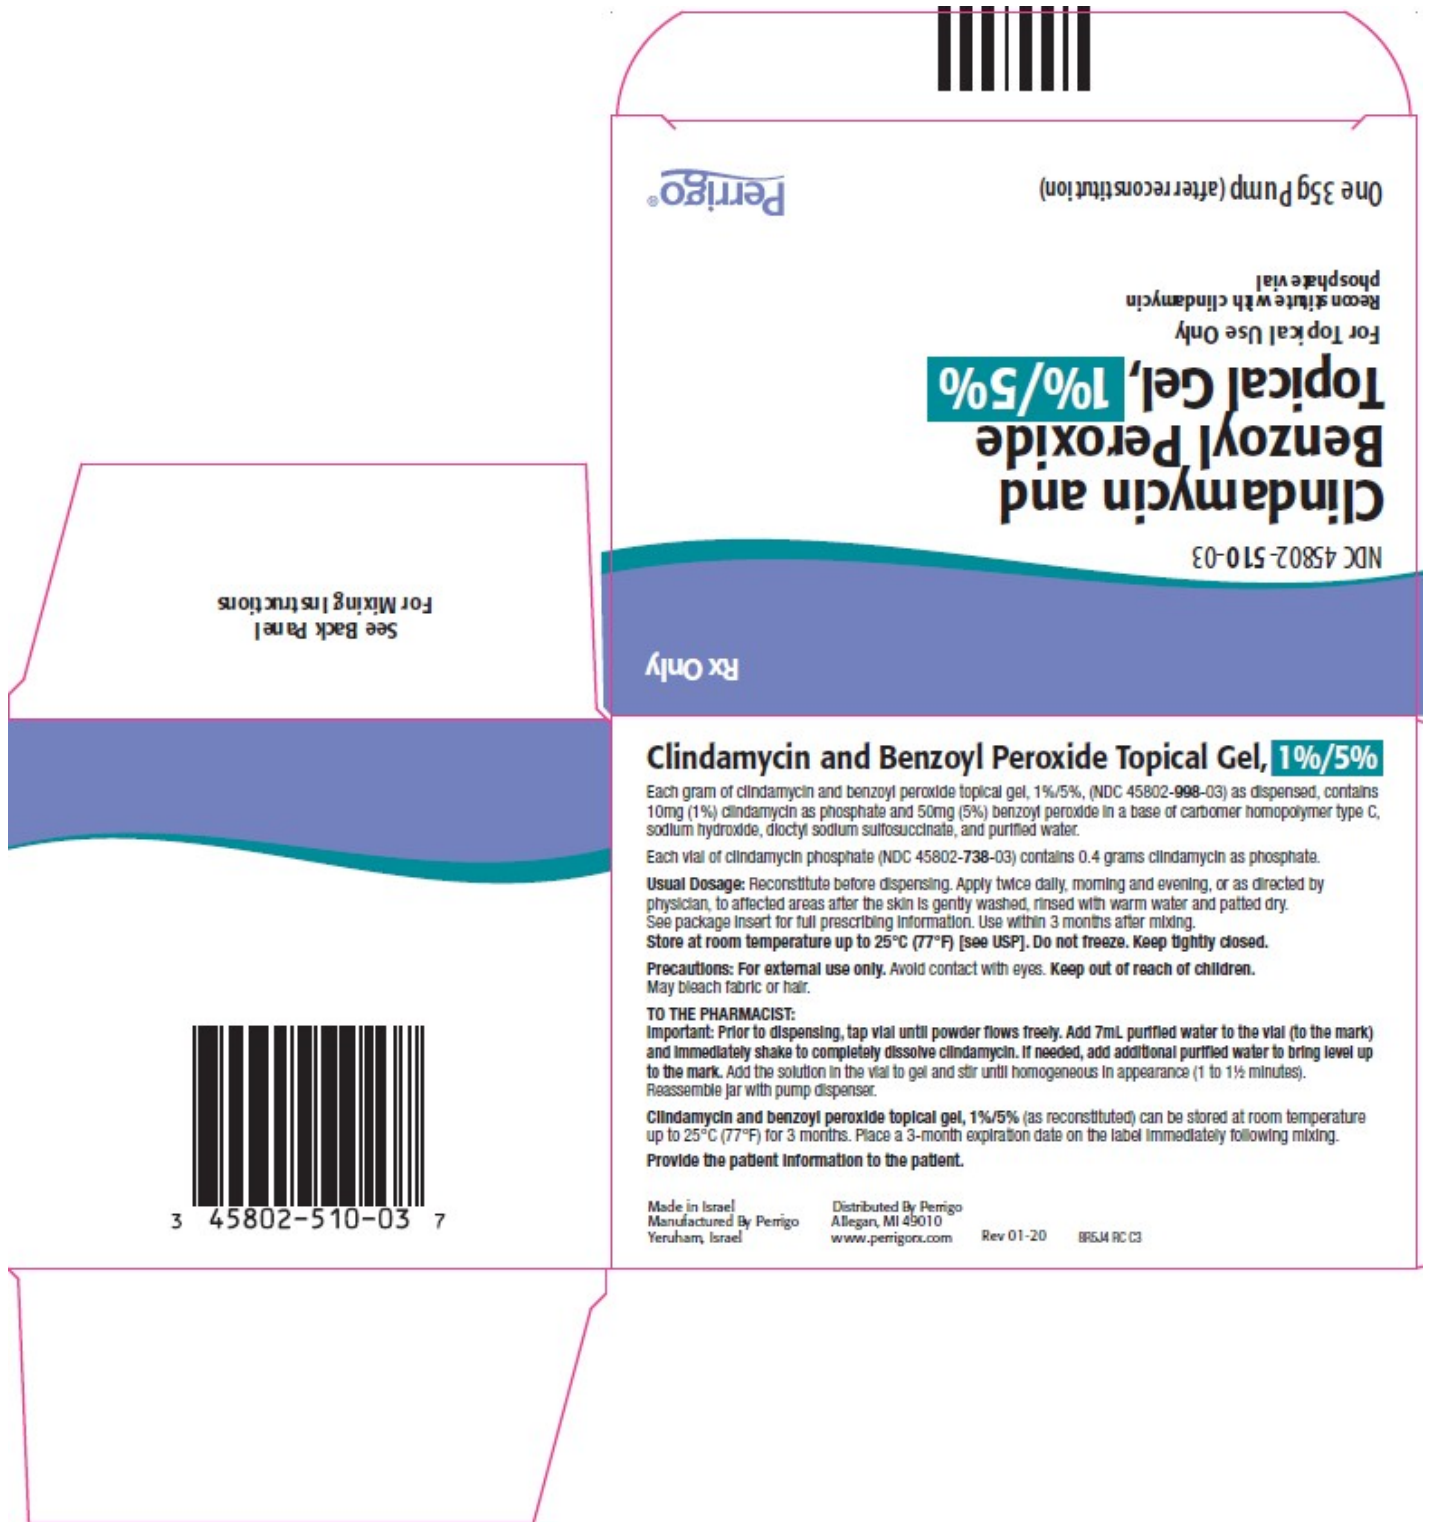 Perrigo®
One 35g Pump (after reconstitution)
NDC 45802-510-03
Clindamycin and
Benzoyl Peroxide
Topical Gel, 1%/5%
For Topical Use Only
Reconstitute with clindamycin
phosphate vial
Rx Only
See Back Panel
For Mixing Instructions
Clindamycin and Benzoyl Peroxide Topical Gel, 1%/5%
Each gram of clindamycin and benzoyl peroxide topical gel, 1%/5%, (NDC 45802-998-03) as dispensed, contains
10mg (1%) clindamycin as phosphate and 50mg (5%) benzoyl peroxide in a base of carbomer homopolymer type C,
sodium hydroxide, dioctyl sodium sulfosuccinate, and purified water.
Each vial of clindamycin phosphate (NDC 45802-738-03) contains 0.4 grams clindamycin as phosphate.
Usual Dosage: Reconstitute before dispensing. Apply twice daily, morning and evening, or as directed by
physician, to affected areas after the skin is gently washed, rinsed with warm water and patted dry.
See package insert for full prescribing information. Use within 3 months after mixing.
Store at room temperature up to 25°C (77°F) [see USP]. Do not freeze. Keep tightly closed.
Precautions: For external use only. Avoid contact with eyes. Keep out of reach of children.
May bleach fabric or hair.
TO THE PHARMACIST:
Important: Prior to dispensing, tap vial until powder flows freely. Add 7mL purified water to the vial (to the mark)
and immediately shake to completely dissolve clindamycin. If needed, add additional purified water to bring level up
to the mark. Add the solution in the vial to gel and stir until homogeneous in appearance (1 to 1½ minutes).
Reassemble jar with pump dispenser.
Clindamycin and benzoyl peroxide topical gel, 1%/5% (as reconstituted) can be stored at room temperature
up to 25°C (77°F) for 3 months. Place a 3-month expiration date on the label immediately following mixing.
Provide the patient information to the patient.
Made in Israel
Manufactured By Perrigo
Yeruham, Israel
Distributed By Perrigo
Allegan, MI 49010
www.perrigorx.com
Rev 01-20
8R5J4 RC C3
3 45802-510-03 7